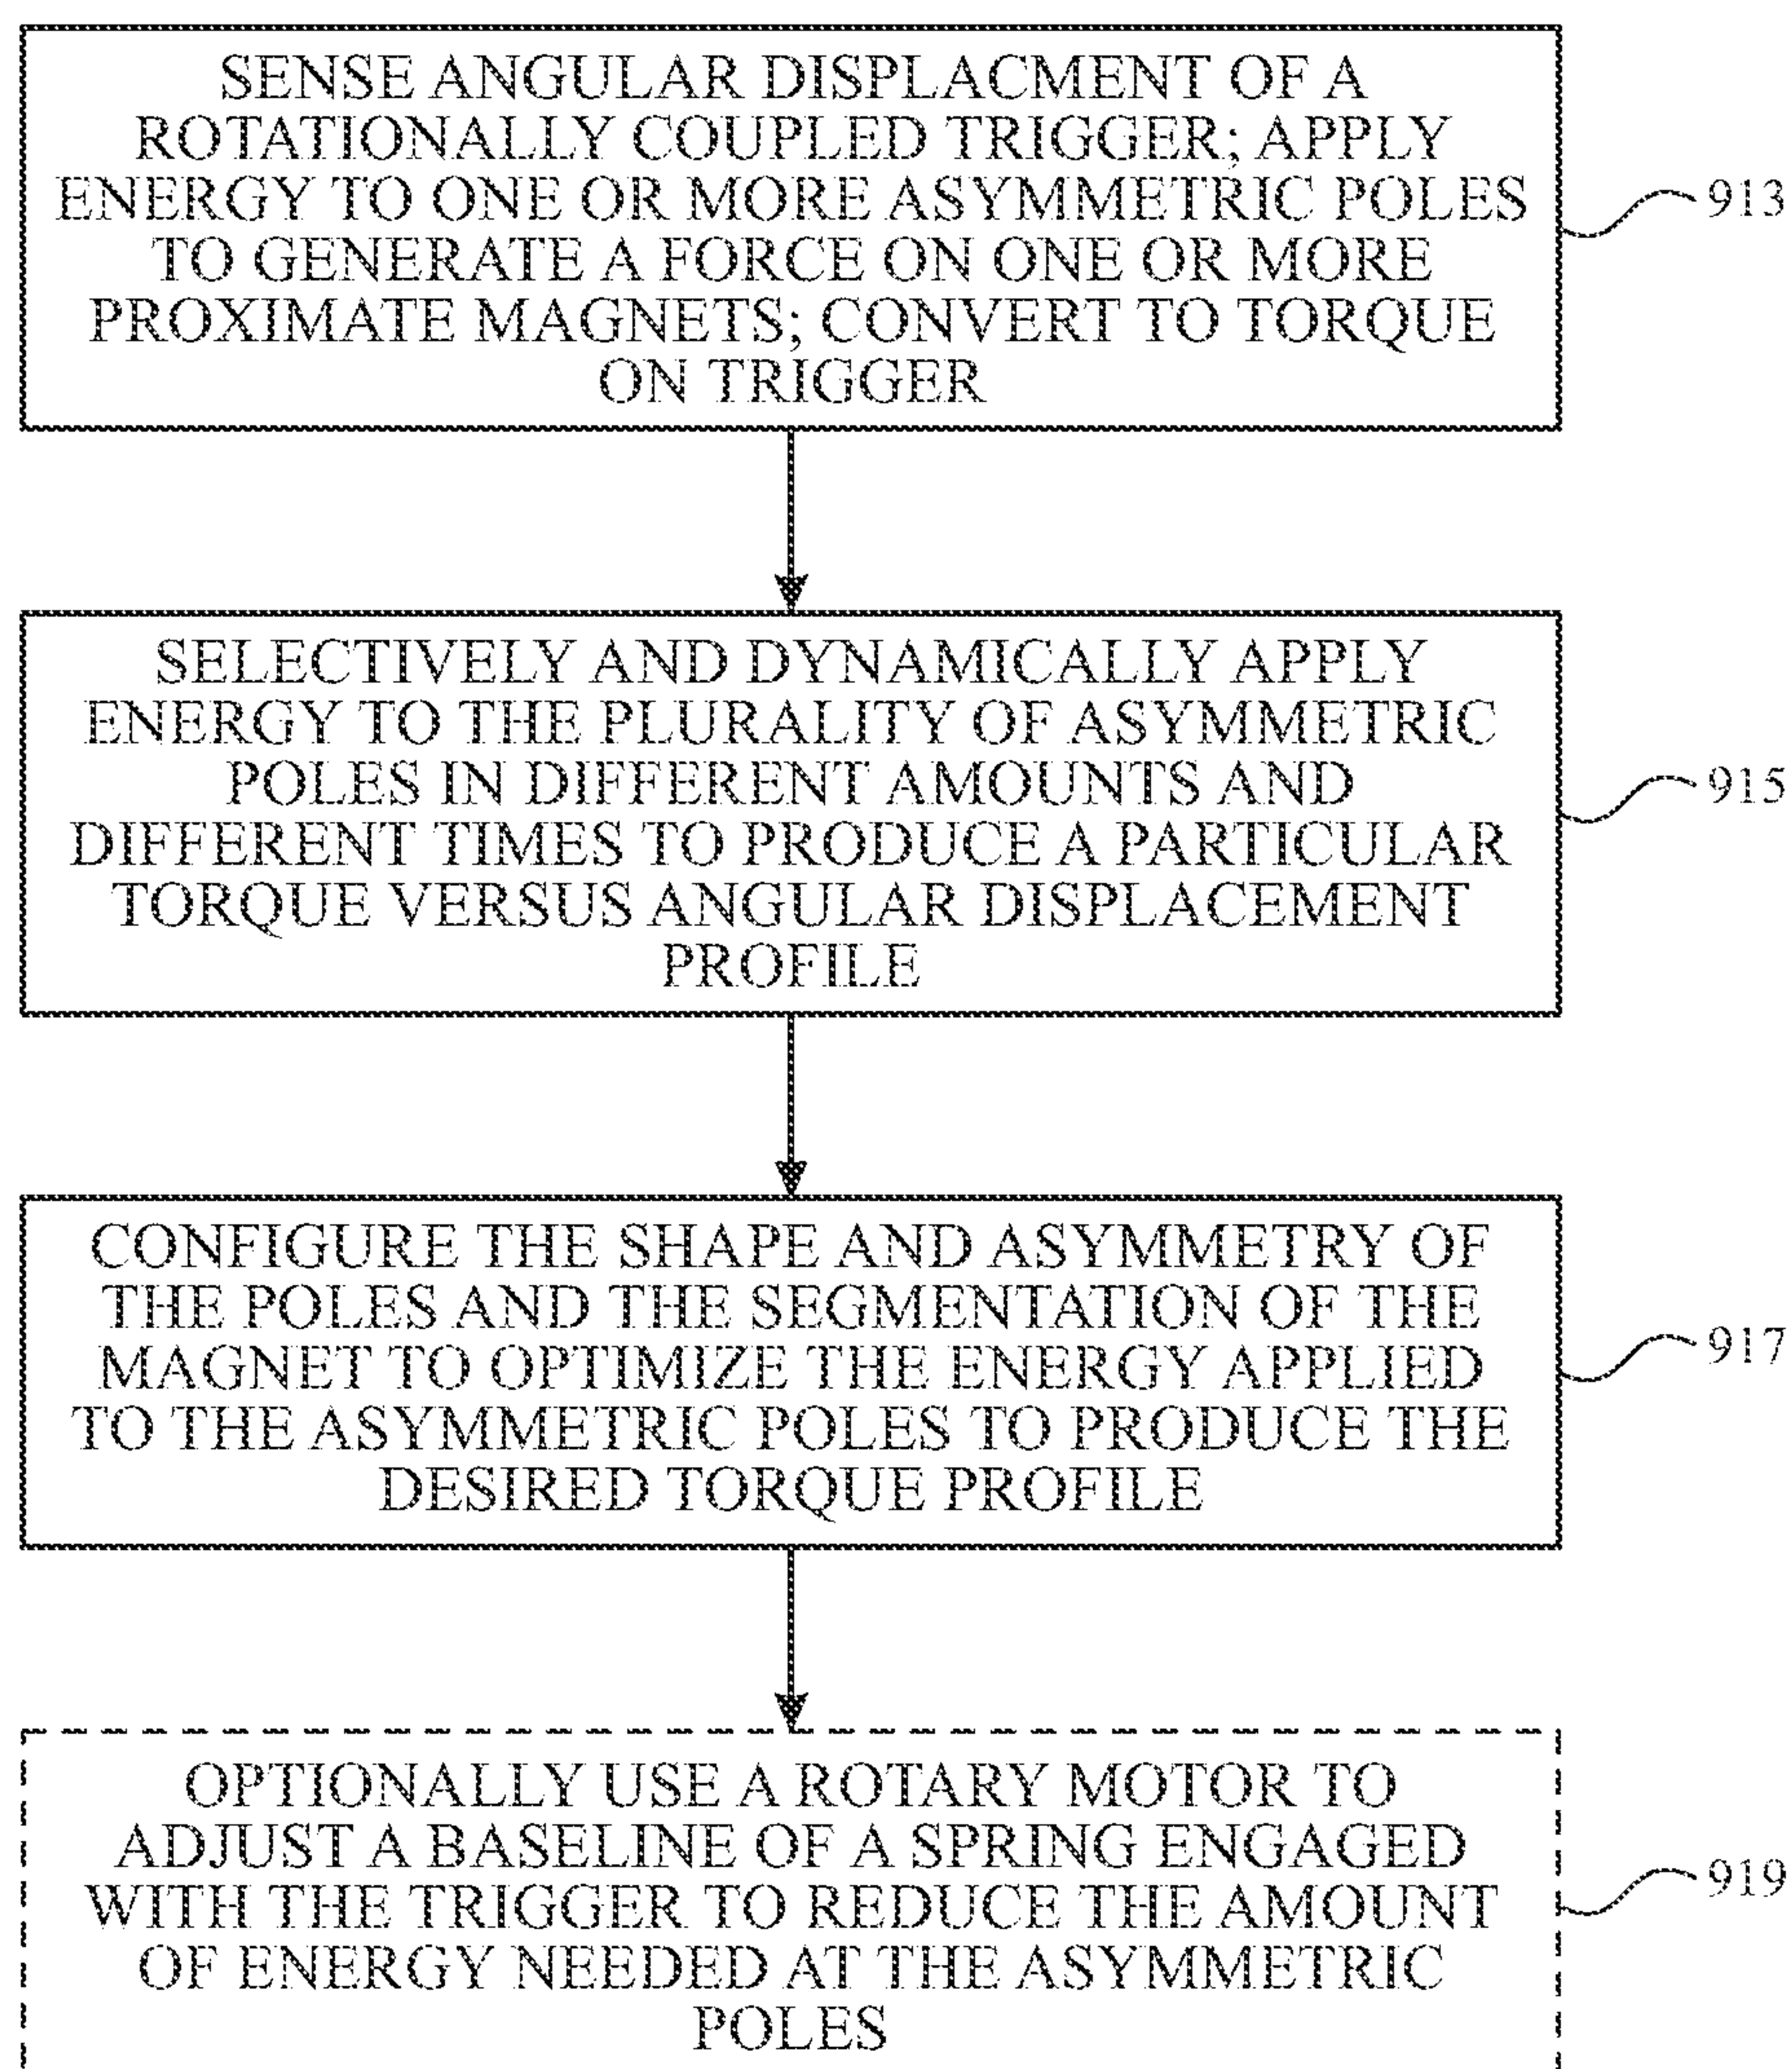 SENSE ANGULAR DISPLACMENT OF A
ROTATIONALLY COUPLED TRIGGER; APPLY
ENERGY TO ONE OR MORE ASYMMETRIC POLES
TO GENERATE A FORCE ON ONE OR MORE
PROXIMATE MAGNETS; CONVERT TO TORQUE
ON TRIGGER
913
SELECTIVELY AND DYNAMICALLY APPLY
ENERGY TO THE PLURALITY OF ASYMMETRIC
POLES IN DIFFERENT AMOUNTS AND
DIFFERENT TIMES TO PRODUCE A PARTICULAR
TORQUE VERSUS ANGULAR DISPLACEMENT
PROFILE
915
CONFIGURE THE SHAPE AND ASYMMETRY OF
THE POLES AND THE SEGMENTATION OF THE
MAGNET TO OPTIMIZE THE ENERGY APPLIED
TO THE ASYMMETRIC POLES TO PRODUCE THE
DESIRED TORQUE PROFILE
917
OPTIONALLY USE A ROTARY MOTOR TO
ADJUST A BASELINE OF A SPRING ENGAGED
WITH THE TRIGGER TO REDUCE THE AMOUNT
OF ENERGY NEEDED AT THE ASYMMETRIC
POLES
919